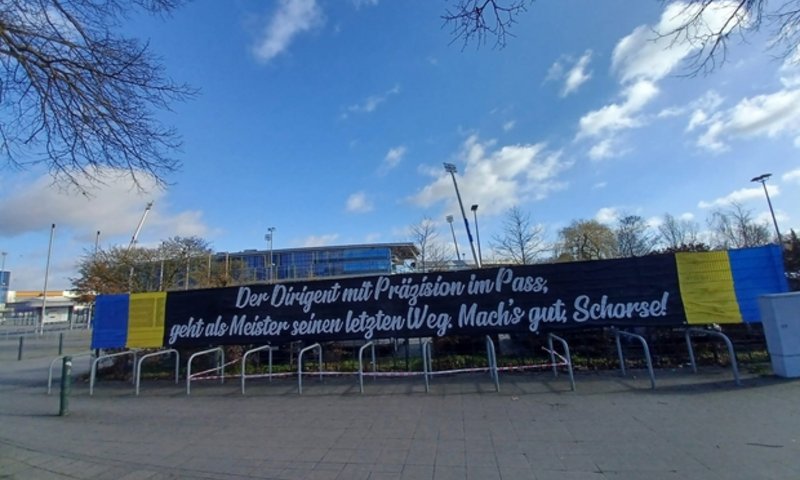 Der Dirigent mit Präzision im Pass,
geht als Meister seinen letzten Weg. Mach's gut, Schorse!